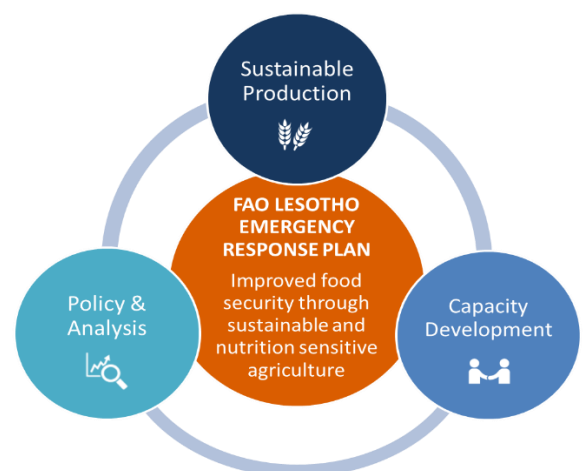 Sustainable
Production
FAO LESOTHO
EMERGENCY
RESPONSE PLAN
Improved food
security through
sustainable and
nutrition sensitive
agriculture
Policy &
Analysis
Capacity
Development